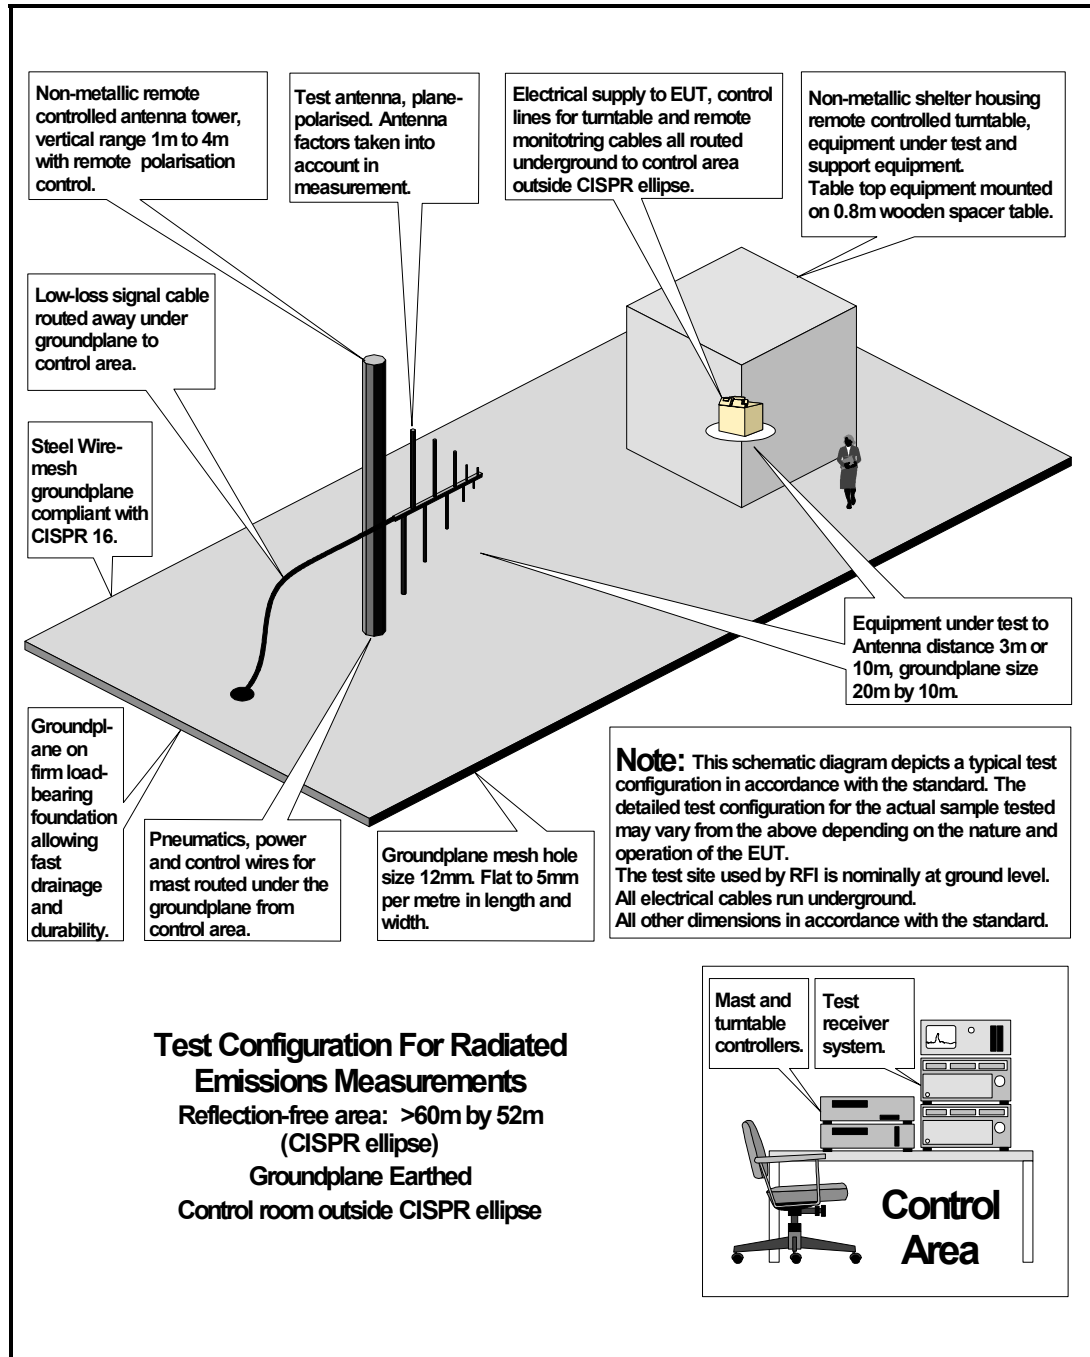 Non-metallic remote
controlled antenna tower,
vertical range 1m to 4m
with remote polarisation
control.
Test antenna, plane-
polarised. Antenna
factors taken into
account in
measurement.
Electrical supply to EUT, control
lines for turntable and remote
monitotring cables all routed
underground to control area
outside CISPR ellipse.
Non-metallic shelter housing
remote controlled turntable,
equipment under test and
support equipment.
Table top equipment mounted
on 0.8m wooden spacer table.
Low-loss signal cable
routed away under
groundplane to
control area.
Steel Wire-
mesh
groundplane
compliant with
CISPR 16.
Equipment under test to
Antenna distance 3m or
10m, groundplane size
20m by 10m.
Groundpl-
ane on
firm load-
bearing
foundation
allowing
fast
drainage
and
durability.
Pneumatics, power
and control wires for
mast routed under the
groundplane from
control area.
Groundplane mesh hole
size 12mm. Flat to 5mm
per metre in length and
width.
Note: This schematic diagram depicts a typical test
configuration in accordance with the standard. The
detailed test configuration for the actual sample tested
may vary from the above depending on the nature and
operation of the EUT.
The test site used by RFI is nominally at ground level.
All electrical cables run underground.
All other dimensions in accordance with the standard.
Test Configuration For Radiated
Emissions Measurements
Reflection-free area: >60m by 52m
(CISPR ellipse)
Groundplane Earthed
Control room outside CISPR ellipse
Mast and
turntable
controllers.
Test
receiver
system.
Control
Area